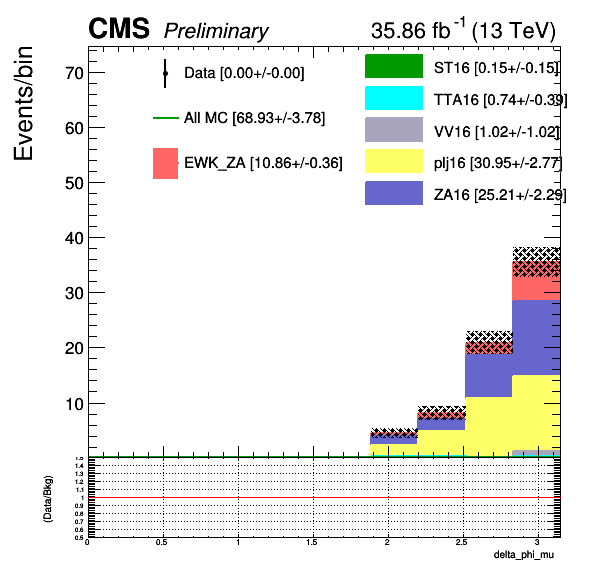 CMS Preliminary 35.86 fb-1 (13 TeV)
Events/bin
70
60
50
40
30
20
10
Data [0.00+/-0.00]
All MC [68.93+/-3.78]
EWK_ZA [10.86+/-0.36]
ST16 [0.15+/-0.15]
TTA16 [0.74+/-0.39]
VV16 [1.02+/-1.02]
plj16 [30.95+/-2.77]
ZA16 [25.21+/-2.29]
(Data/Bkg)
1.5
1.4
1.3
1.2
1.1
1
0.9
0.8
0.7
0.6
0.5
0 0.5 1 1.5 2 2.5 3
delta_phi_mu